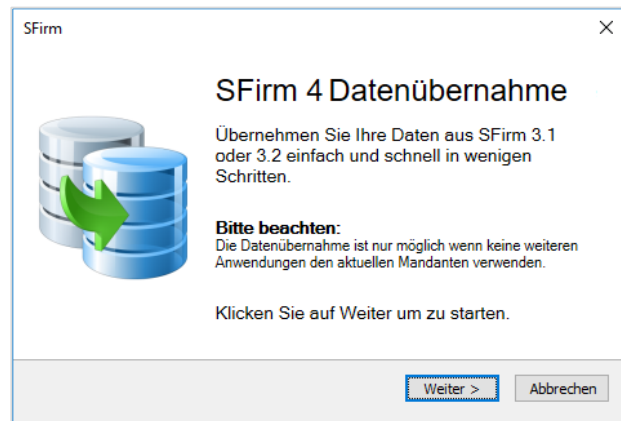 SFirm
SFirm 4 Datenübernahme
Übernehmen Sie Ihre Daten aus SFirm 3.1
oder 3.2 einfach und schnell in wenigen
Schritten.
Bitte beachten:
Die Datenübernahme ist nur möglich wenn keine weiteren
Anwendungen den aktuellen Mandanten verwenden.
Klicken Sie auf Weiter um zu starten.
Weiter >
Abbrechen